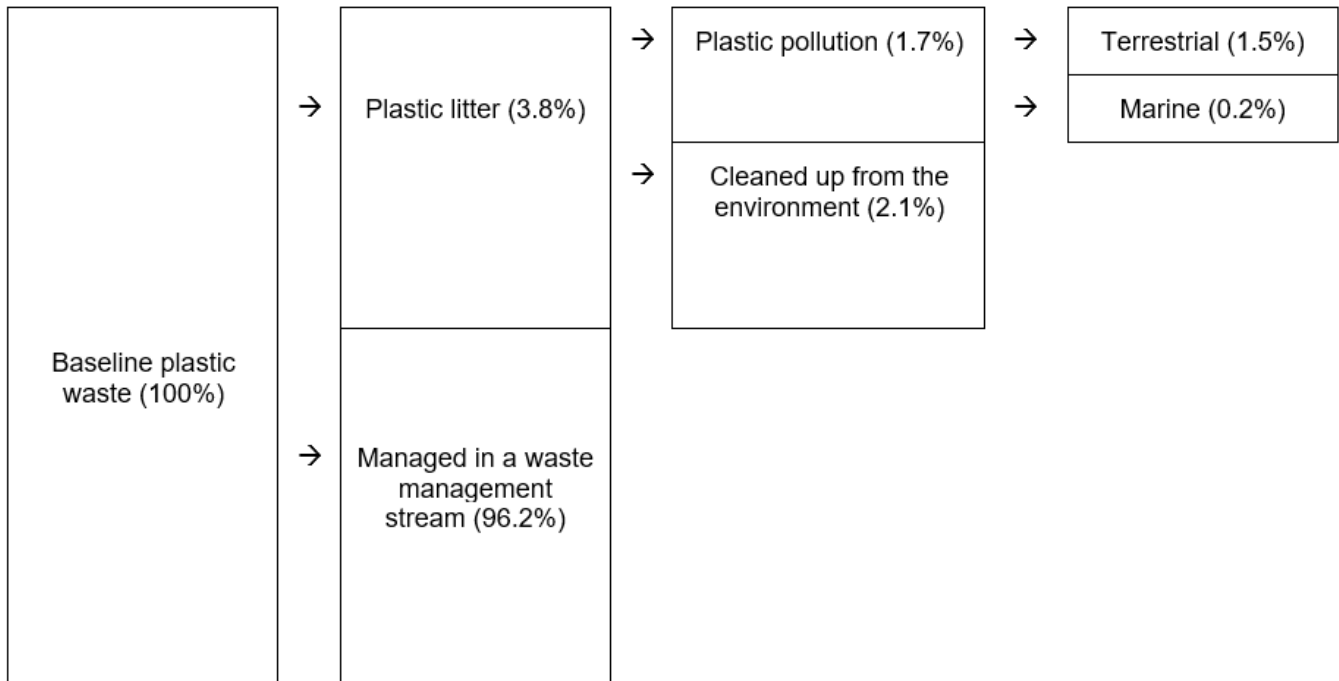 Plastic pollution (1.7%)
Terrestrial (1.5%)
Plastic litter (3.8%)
Marine (0.2%)
Cleaned up from the
environment (2.1%)
Baseline plastic
waste (100%)
Managed in a waste
management
stream (96.2%)